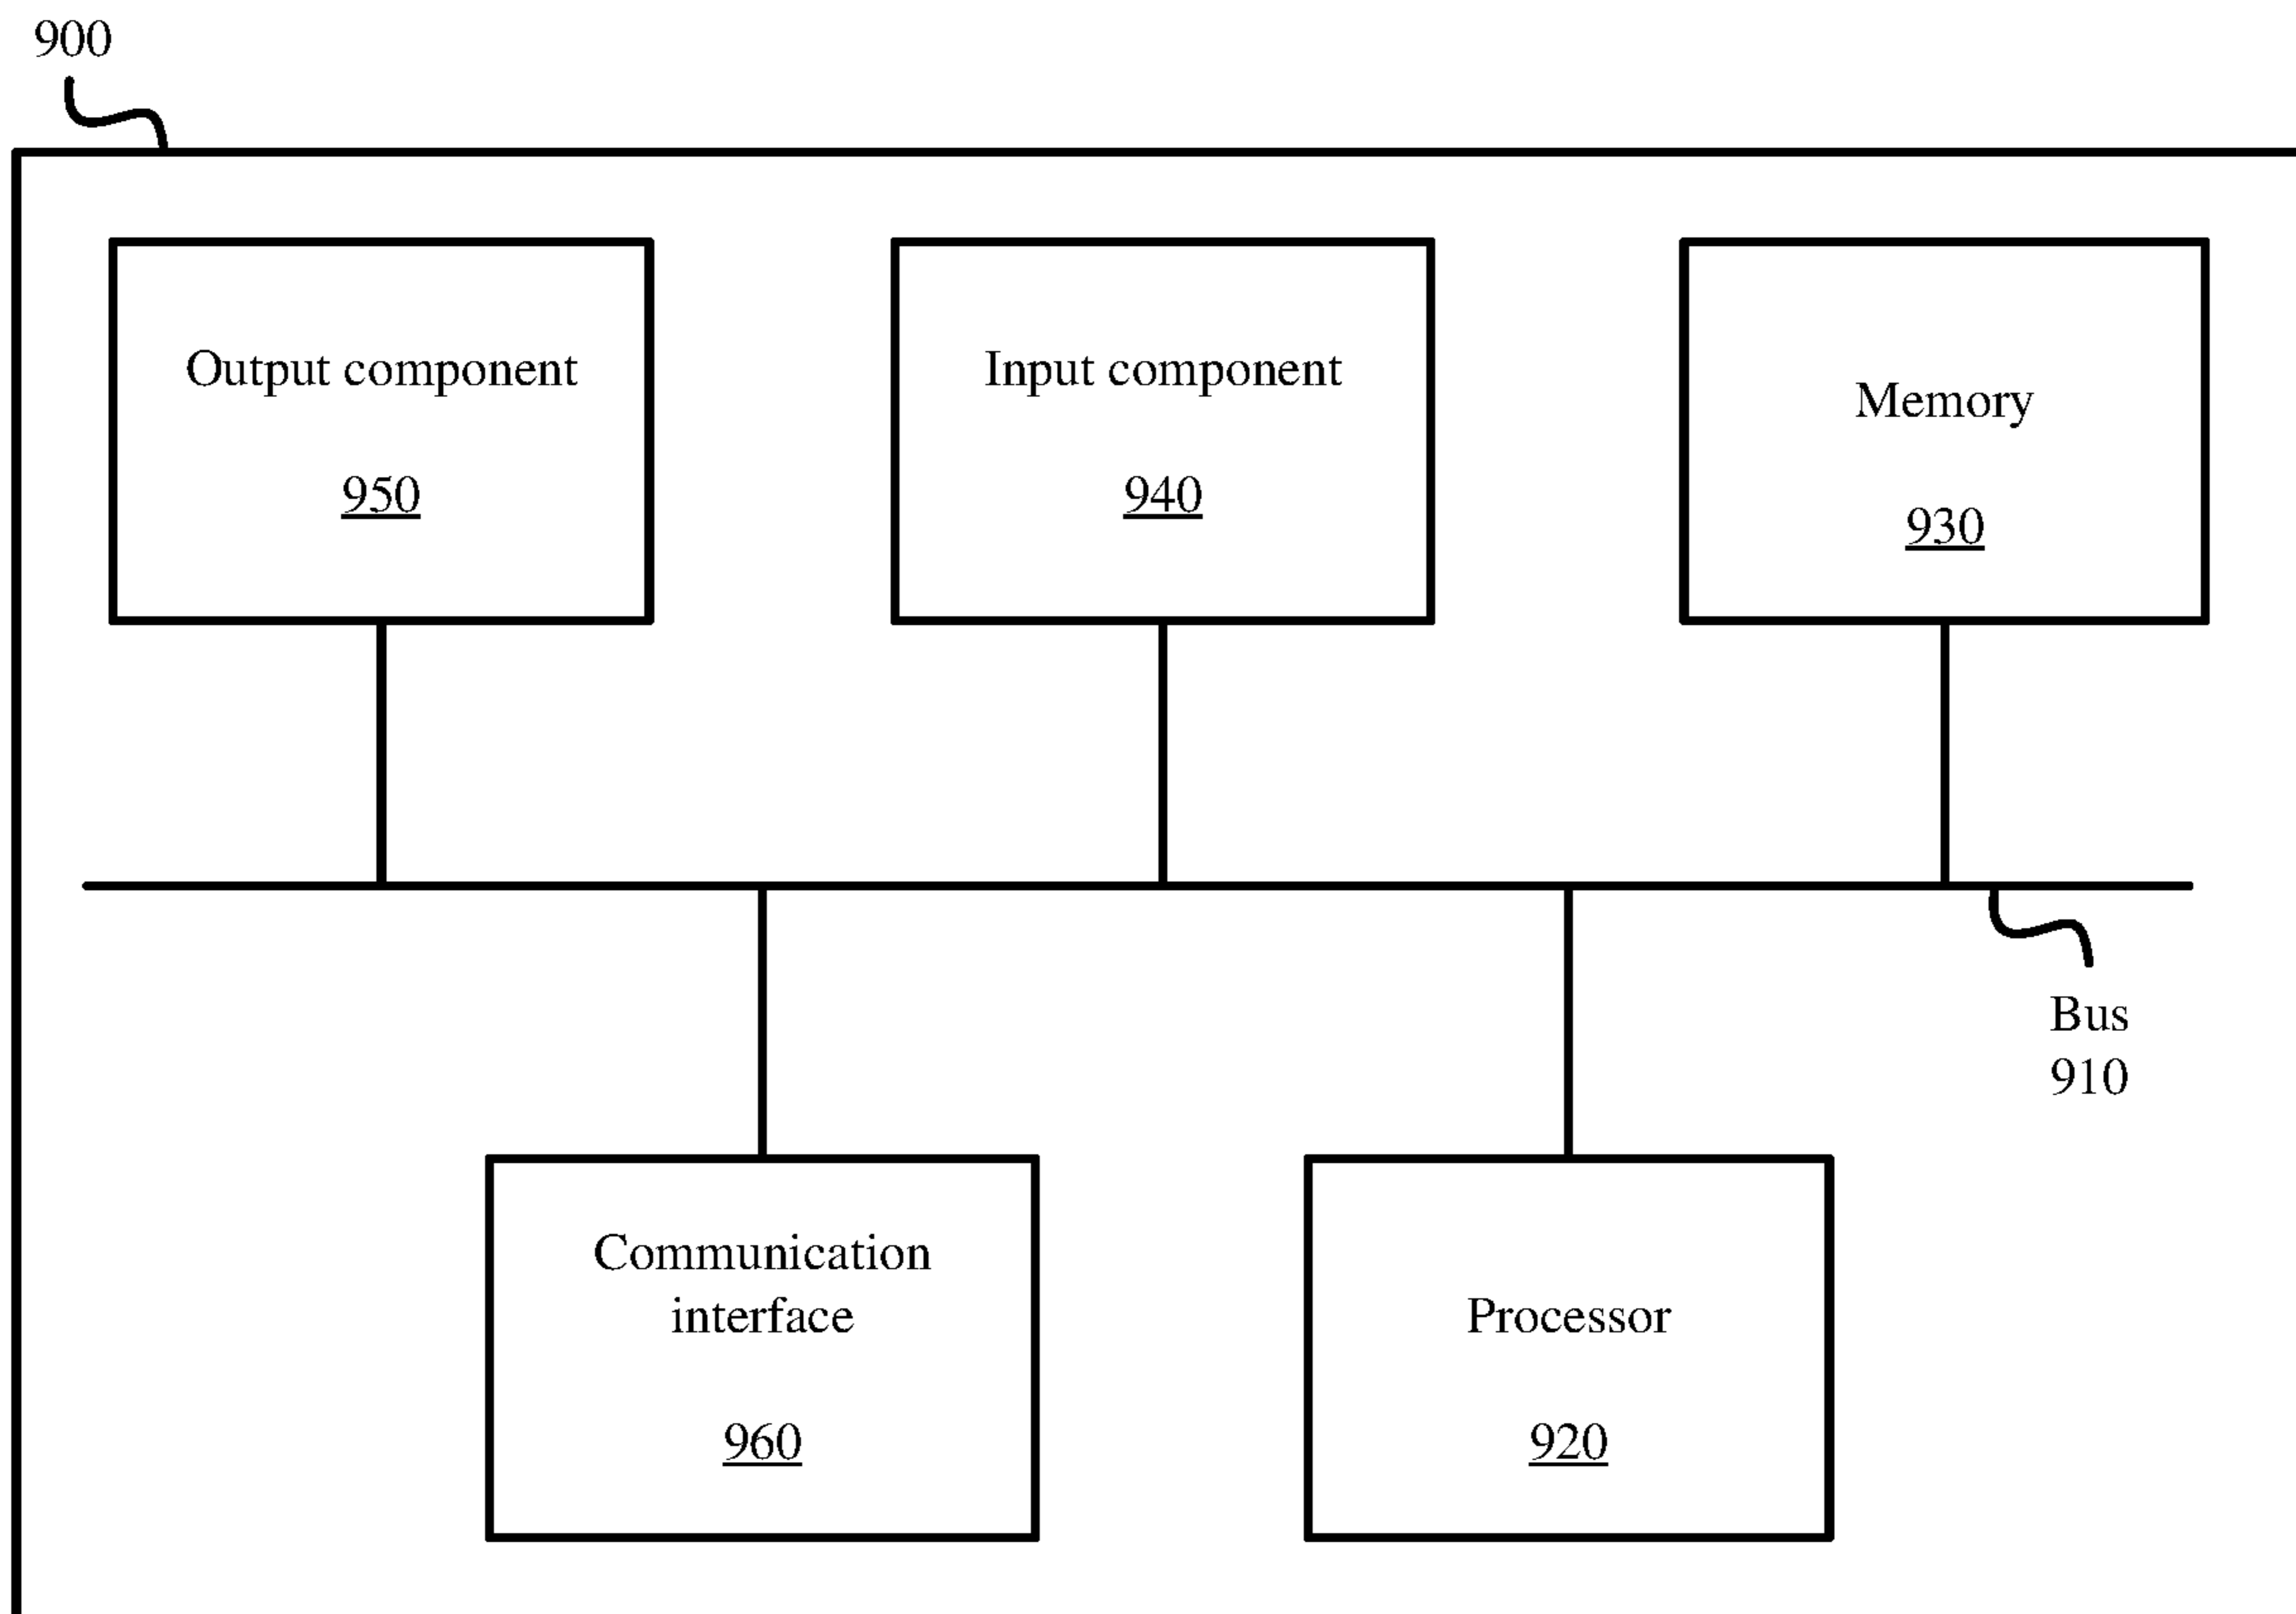 900
Output component
950
Input component
940
Memory
930
Bus
910
Communication
interface
960
Processor
920